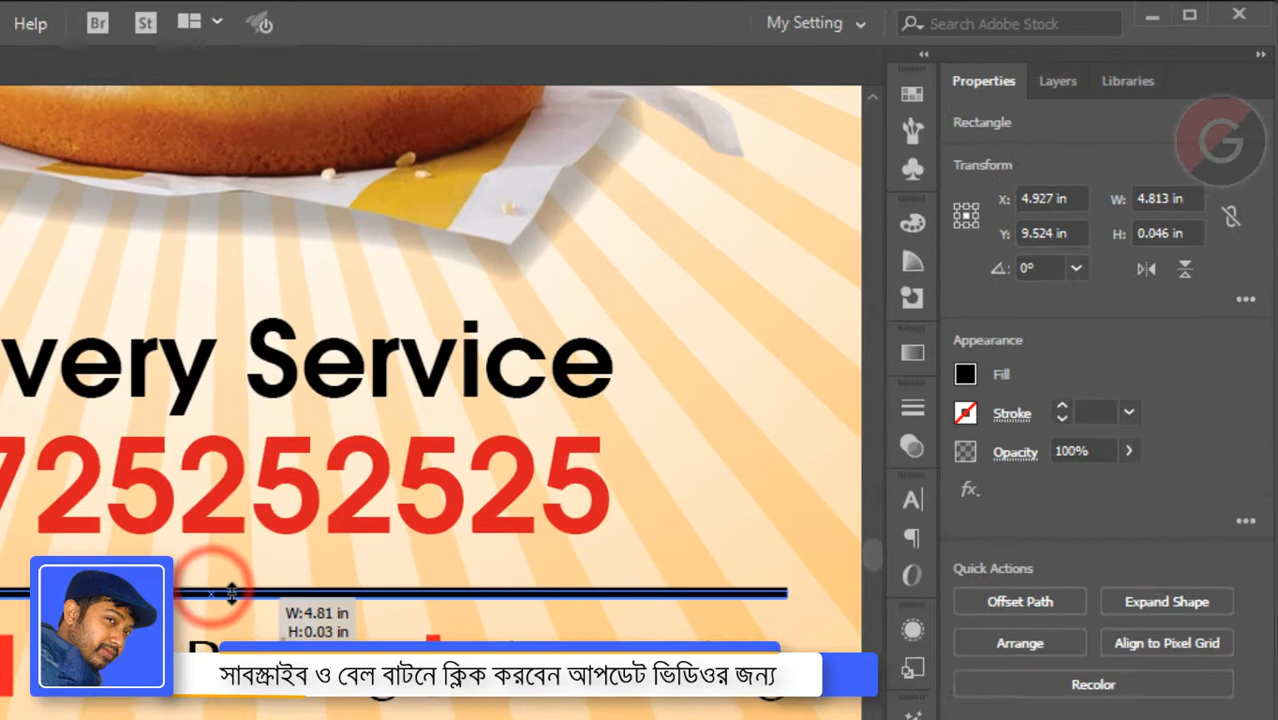 Help
Br
St
My Setting
Search Adobe Stock
Properties
Layers
Libraries
Rectangle
G
Transform
X: 4.927 in
W: 4.813 in
Y: 9.524 in
H: 0.046 in
0°
Appearance
Fill
Stroke
Opacity
100%
fx.
very Service
725252525
Quick Actions
Offset Path
Expand Shape
Arrange
Align to Pixel Grid
Recolor
W:4.81 in
H:0.03 in
সাবস্ক্রাইব ও বেল বাটনে ক্লিক করবেন আপডেট ভিডিওর জন্য